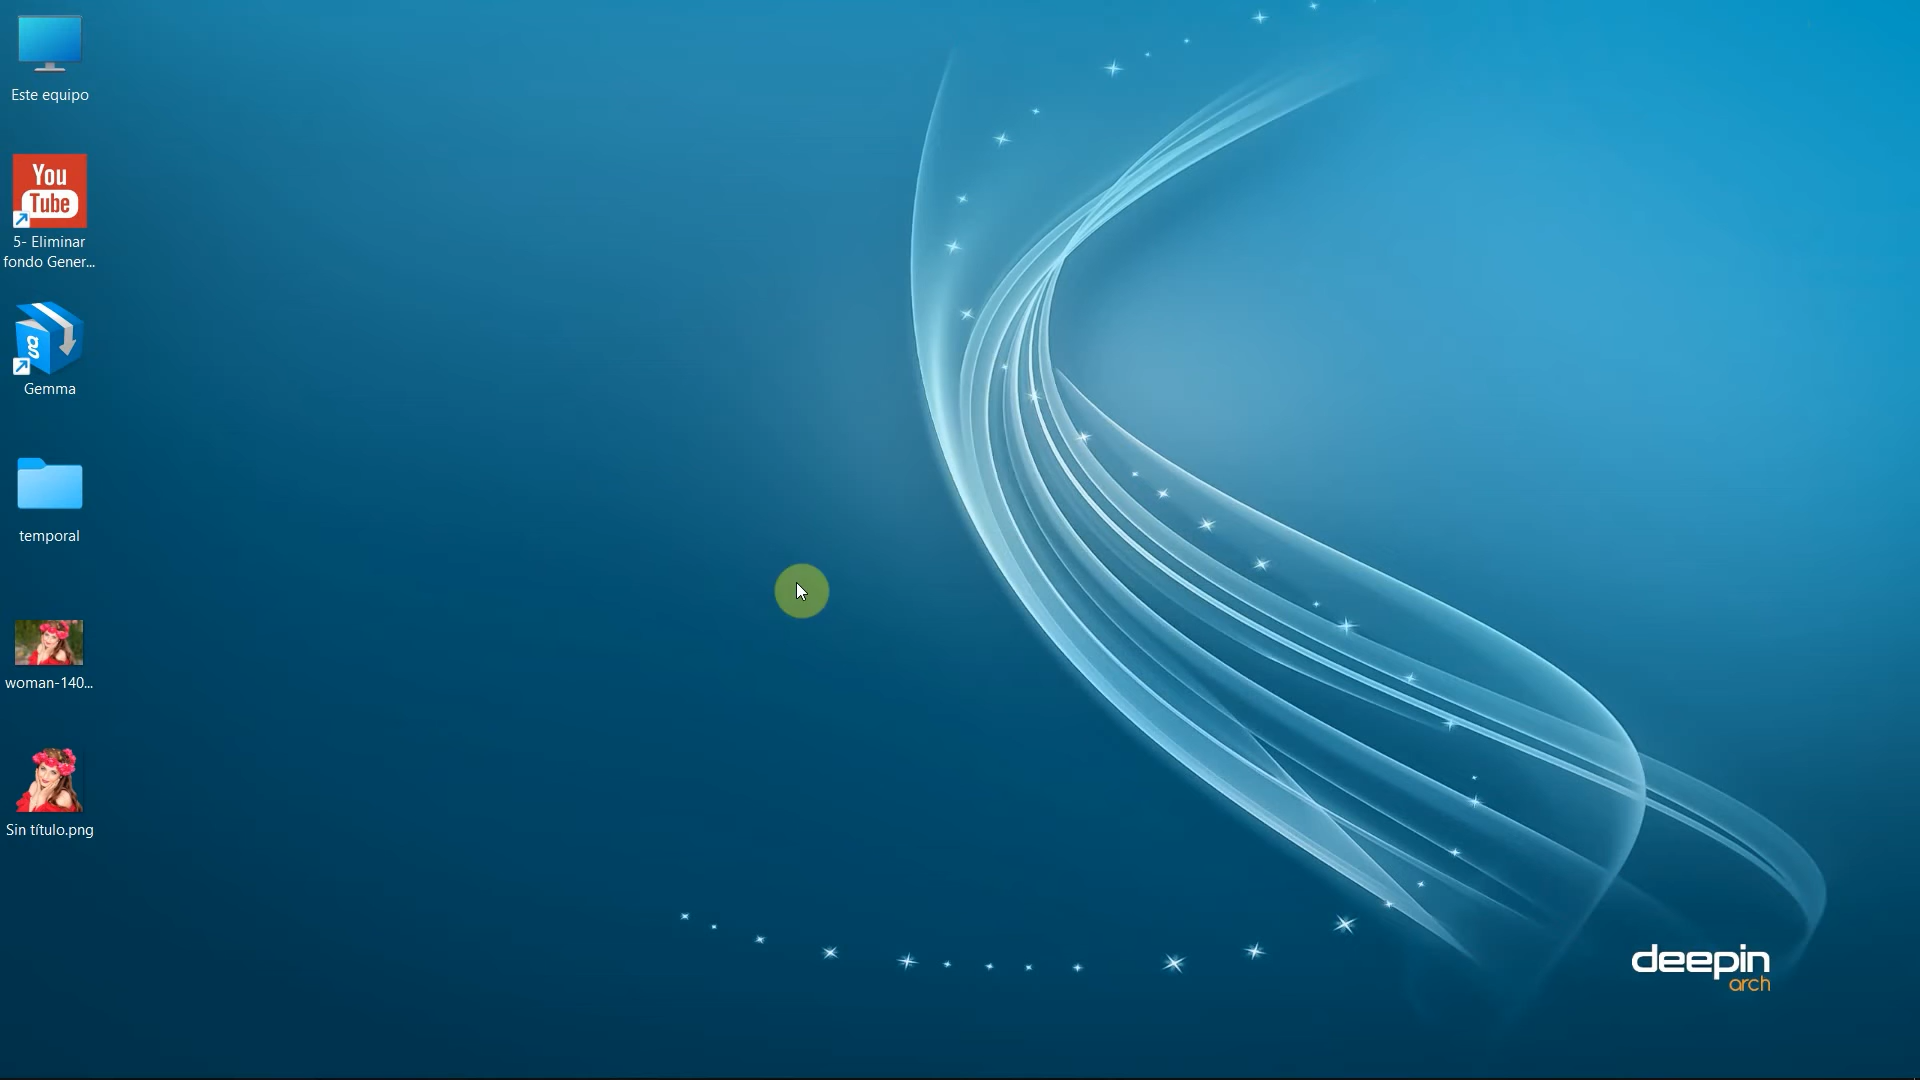 Este equipo
You
Tube
5- Eliminar
fondo Gener...
g
Gemma
temporal
woman-140...
Sin título.png
deepin
arch